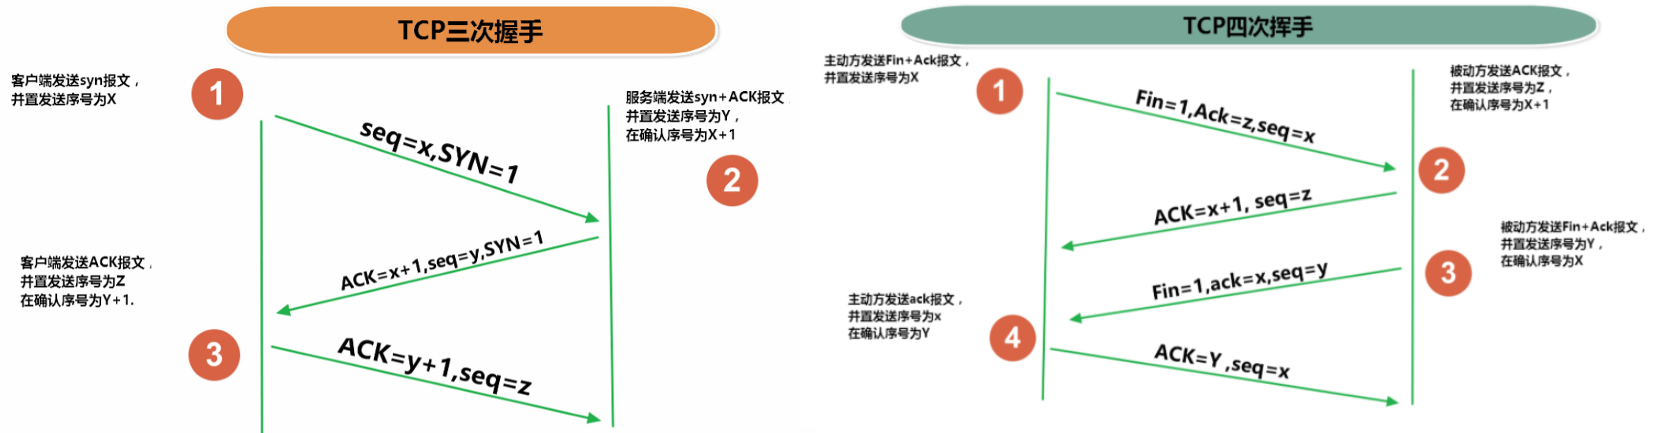 TCP三次握手
客户端发送syn报文，
并置发送序号为X
1
服务端发送syn+ACK报文
并置发送序号为Y，
在确认序号为X+1
2
seq=x,SYN=1
ACK=x+1,seq=y,SYN=1
客户端发送ACK报文，
并置发送序号为Z
在确认序号为Y+1.
3
ACK=y+1,seq=z
TCP四次挥手
主动方发送Fin+Ack报文，
并置发送序号为X
1
Fin=1,Ack=z,seq=x
被动方发送ACK报文，
并置发送序号为Z，
在确认序号为X+1
2
ACK=x+1, seq=z
被动方发送Fin+Ack报文，
并置发送序号为Y，
在确认序号为X
3
Fin=1,ack=x,seq=y
主动方发送ack报文，
并置发送序号为x
在确认序号为Y
4
ACK=Y ,seq=x